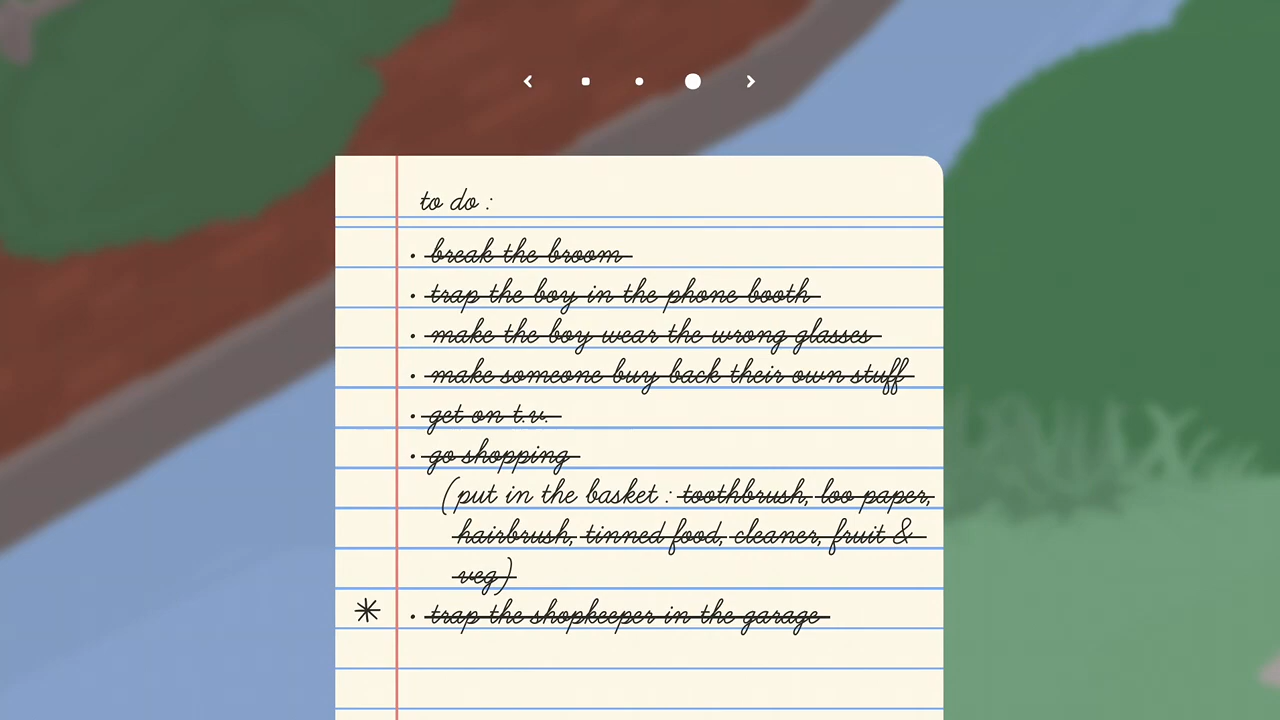 to do :
• break the broom
• trap the boy in the phone booth
• make the boy wear the wrong glasses
• make someone buy back their own stuff
• get on t.v.
• go shopping
(put in the basket : toothbrush, loo paper,
hairbrush, tinned food, cleaner, fruit &
veg)
• trap the shopkeeper in the garage